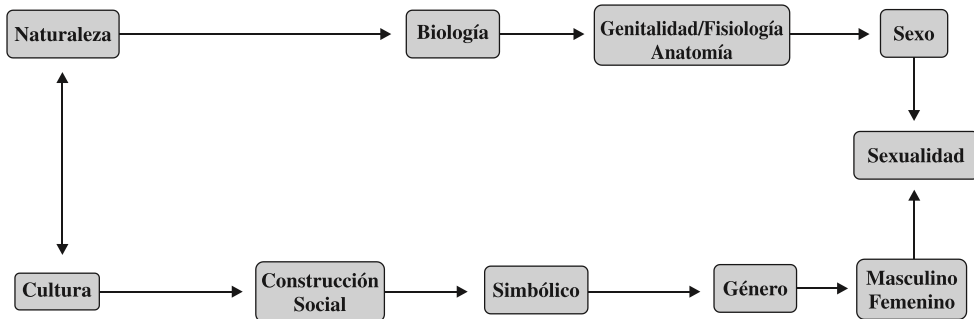 Naturaleza
Biología
Genitalidad/Fisiología
Anatomía
Sexo
Sexualidad
Cultura
Construcción
Social
Simbólico
Género
Masculino
Femenino